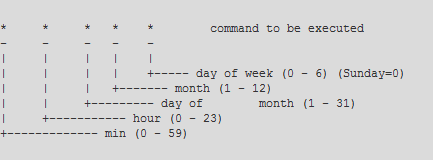 *     *     *   *    *        command to be executed
-     -     -   -    -
|     |     |   |    |
|     |     |   |    +----- day of week (0 - 6) (Sunday=0)
|     |     |   +------- month (1 - 12)
|     |     +--------- day of        month (1 - 31)
|     +----------- hour (0 - 23)
+------------- min (0 - 59)